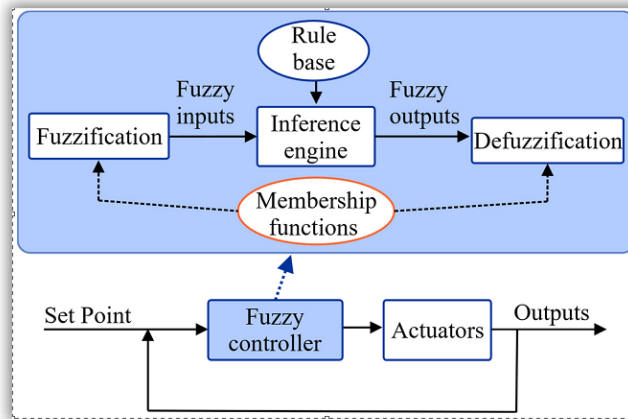 Rule
base
Fuzzy
inputs
Fuzzy
outputs
Fuzzification
Inference
engine
Defuzzification
Membership
functions
Set Point
Fuzzy
controller
Actuators
Outputs